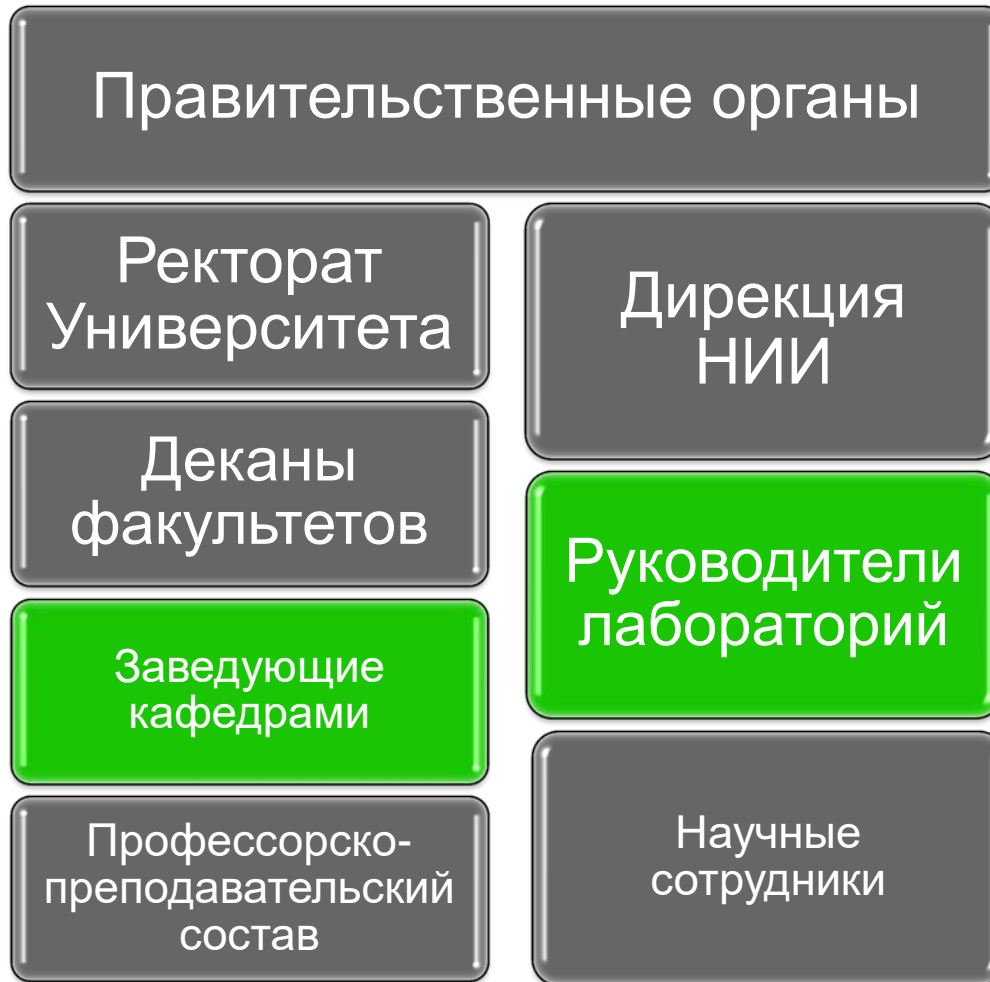 Правительственные органы
Ректорат
Университета
Деканы
факультетов
Заведующие
кафедрами
Профессорско-
преподавательский
состав
Дирекция
НИИ
Руководители
лабораторий
Научные
сотрудники